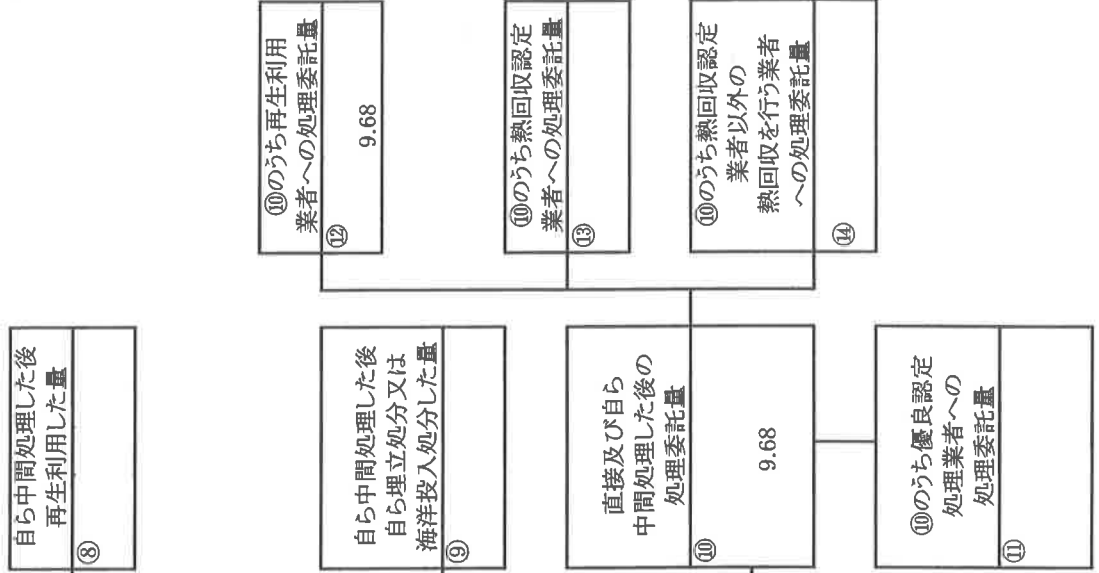 自ら中間処理した後
再生利用した量
⑧
自ら中間処理した後
自ら埋立処分又は
海洋投入処分した量
⑨
直接及び自ら
中間処理した後の
処理委託量
⑩
9.68
⑩のうち優良認定
処理業者への
処理委託量
⑪
⑩のうち再生利用
業者への処理委託量
⑫
9.68
⑩のうち熱回収認定
業者への処理委託量
⑬
⑩のうち熱回収認定
業者以外の
熱回収を行う業者
への処理委託量
⑭